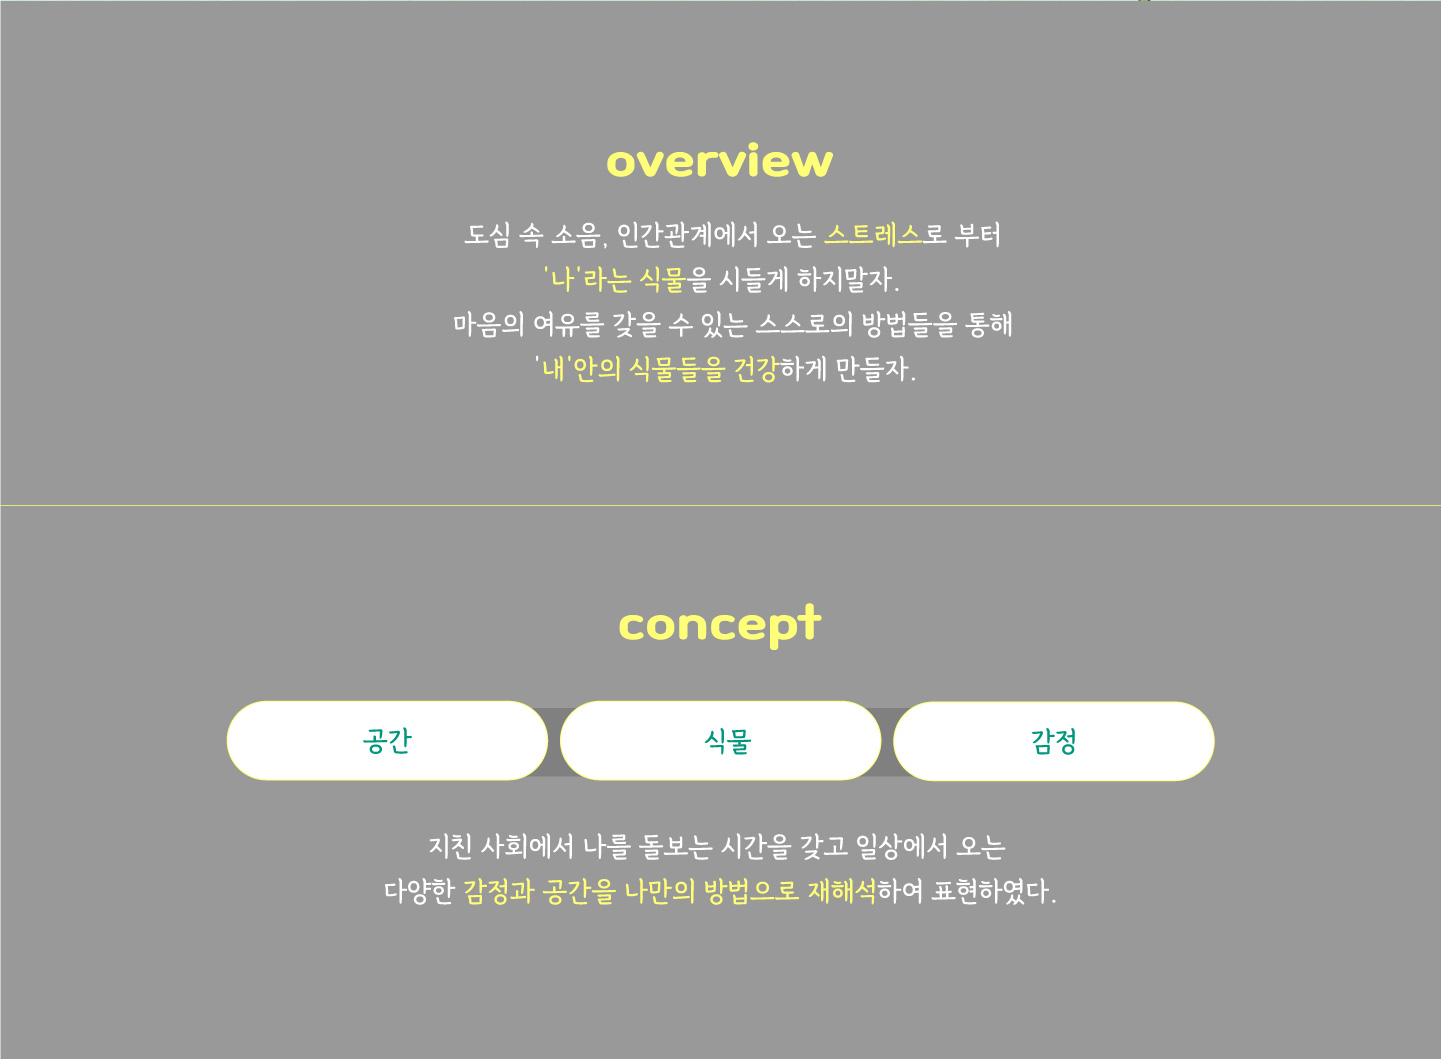 overview
도심 속 소음, 인간관계에서 오는 스트레스로 부터
'나'라는 식물을 시들게 하지말자.
마음의 여유를 갖을 수 있는 스스로의 방법들을 통해
'내'안의 식물들을 건강하게 만들자.
concept
공간
식물
감정
지친 사회에서 나를 돌보는 시간을 갖고 일상에서 오는
다양한 감정과 공간을 나만의 방법으로 재해석하여 표현하였다.